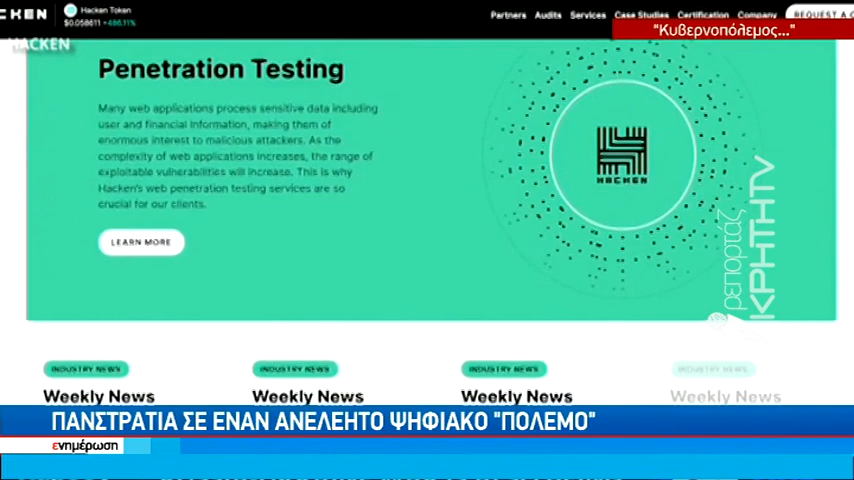 CKEN
Hacken Token
$0.058611 +486.11%
Partners Audits Services Case Studies Certification Company REQUEST A
"Κυβερνοπόλεμος..."
HACKEN
Penetration Testing
Many web applications process sensitive data including
user and financial information, making them of
enormous interest to malicious attackers. As the
complexity of web applications increases, the range of
exploitable vulnerabilities will increase. This is why
Hacken's web penetration testing services are so
crucial for our clients.
LEARN MORE
HACKEN
ρεπορτάζ
ΚΡΗΤΗTV
INDUSTRY NEWS INDUSTRY NEWS INDUSTRY NEWS INDUSTRY NEWS
Weekly News Weekly News Weekly News Weekly News
ΠΑΝΣΤΡΑΤΙΑ ΣΕ ΕΝΑΝ ΑΝΕΛΕΗΤΟ ΨΗΦΙΑΚΟ "ΠΟΛΕΜΟ"
ενημέρωση